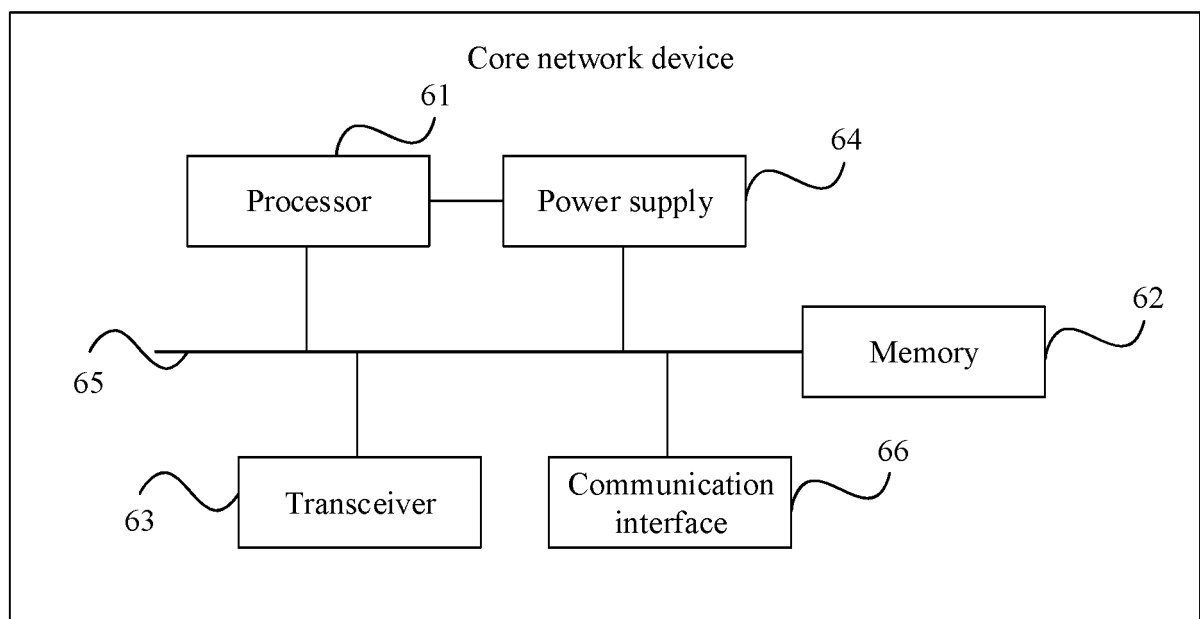 Core network device
61
64
Processor
Power supply
62
Memory
65
66
63
Transceiver
Communication
interface